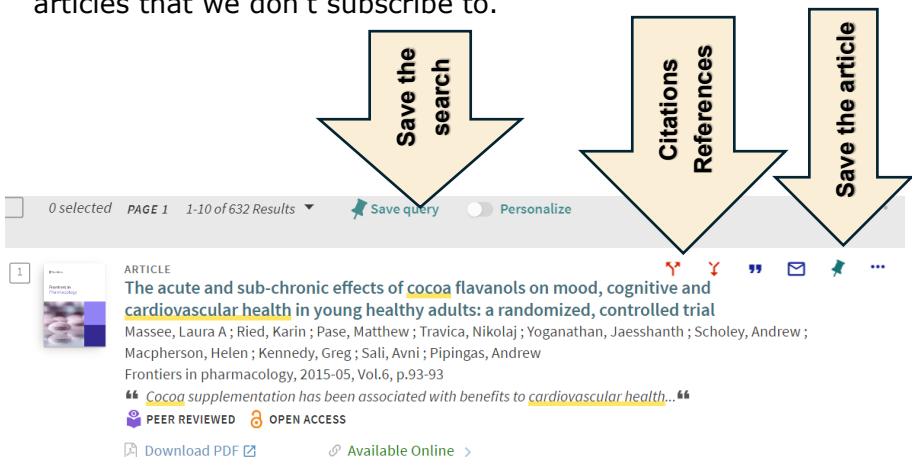 articles that we don't subscribe to.
Save the
search
Citations
References
Save the article
0 selected PAGE 1 1-10 of 632 Results Save query Personalize
1
ARTICLE
The acute and sub-chronic effects of cocoa flavanols on mood, cognitive and
cardiovascular health in young healthy adults: a randomized, controlled trial
Massee, Laura A ; Ried, Karin ; Pase, Matthew ; Travica, Nikolaj ; Yoganathan, Jaesshanth ; Scholey, Andrew ;
Macpherson, Helen ; Kennedy, Greg ; Sali, Avni ; Pipingas, Andrew
Frontiers in pharmacology, 2015-05, Vol.6, p.93-93
❝ Cocoa supplementation has been associated with benefits to cardiovascular health...❝
PEER REVIEWED OPEN ACCESS
Download PDF Available Online >